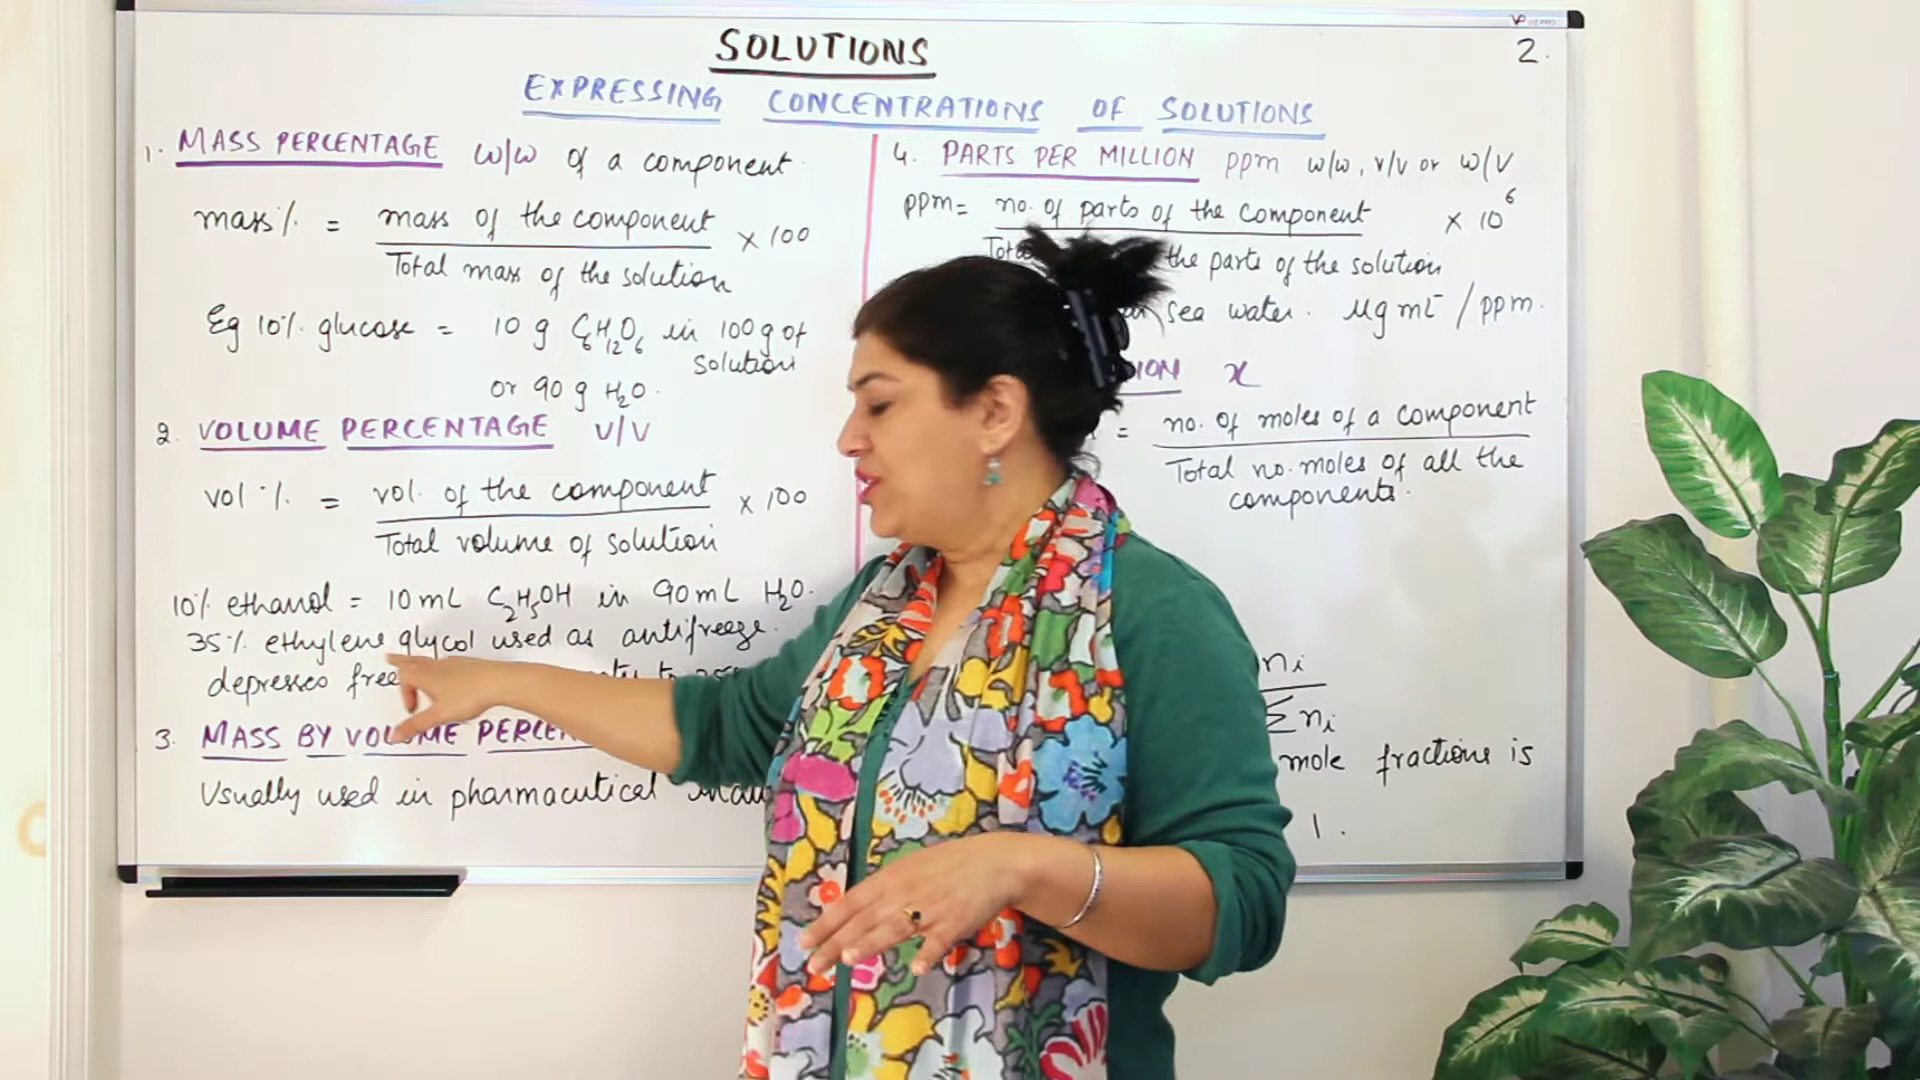 SOLUTIONS
2.
EXPRESSING CONCENTRATIONS OF SOLUTIONS
1. MASS PERCENTAGE w/w of a component.
mass % = mass of the component × 100
Total mass of the solution
Eg 10% glucose = 10 g C6H12O6 in 100 g of
solution
or 90 g H2O.
2. VOLUME PERCENTAGE V/V
vol % = vol. of the component × 100
Total volume of solution
10% ethanol = 10 mL C2H5OH in 90 mL H2O.
35% ethylene glycol used as antifreeze.
depresses
3. MASS BY VOLUME
Usually used in pharmacutical
4. PARTS PER MILLION ppm w/w, v/v or w/V
ppm = no. of parts of the component × 10^6
the parts of the solution
sea water. μg mL /ppm.
x
= no. of moles of a component
Total no. moles of all the
components.
ni
Σni
mole fractions is
1.